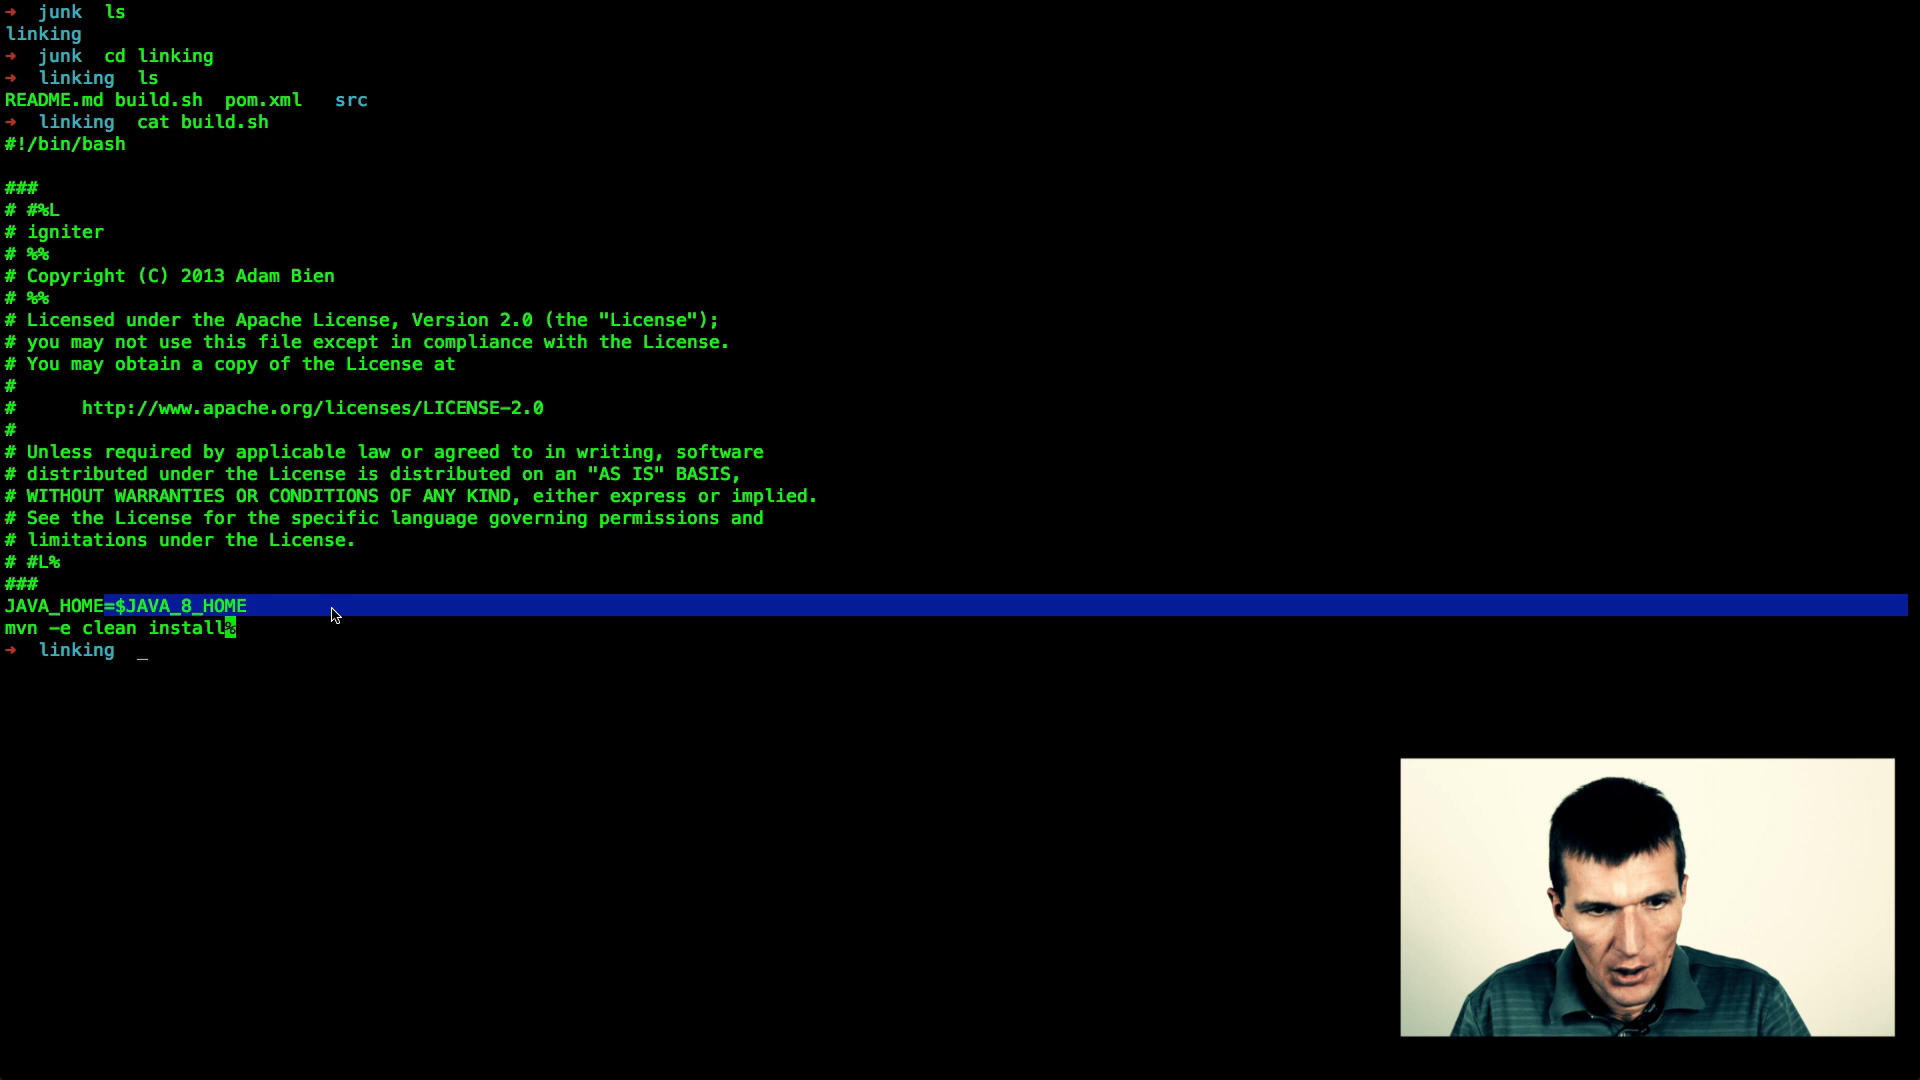 ➜  junk  ls
linking
➜  junk  cd linking
➜  linking  ls
README.md build.sh  pom.xml   src
➜  linking  cat build.sh
#!/bin/bash

###
# #%L
# igniter
# %%
# Copyright (C) 2013 Adam Bien
# %%
# Licensed under the Apache License, Version 2.0 (the "License");
# you may not use this file except in compliance with the License.
# You may obtain a copy of the License at
#
#      http://www.apache.org/licenses/LICENSE-2.0
#
# Unless required by applicable law or agreed to in writing, software
# distributed under the License is distributed on an "AS IS" BASIS,
# WITHOUT WARRANTIES OR CONDITIONS OF ANY KIND, either express or implied.
# See the License for the specific language governing permissions and
# limitations under the License.
# #L%
###
JAVA_HOME=$JAVA_8_HOME
mvn -e clean install%
➜  linking  _